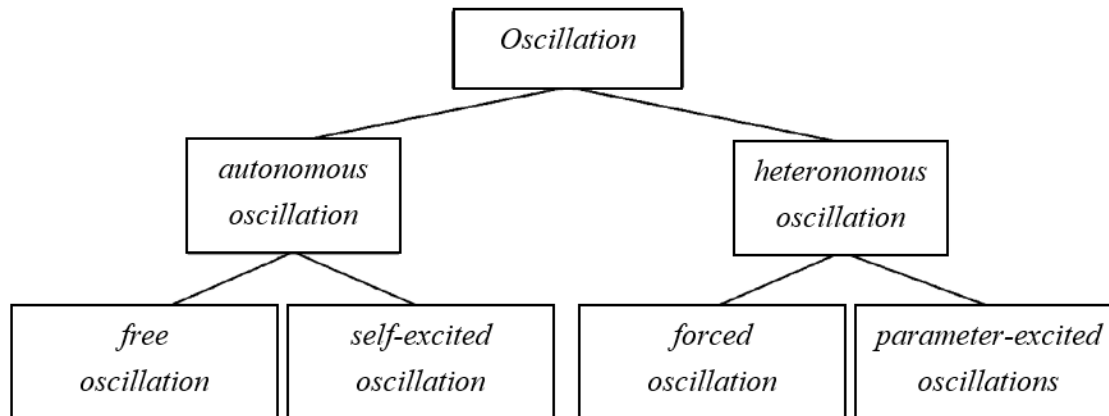 Oscillation
autonomous
oscillation
heteronomous
oscillation
free
oscillation
self-excited
oscillation
forced
oscillation
parameter-excited
oscillations